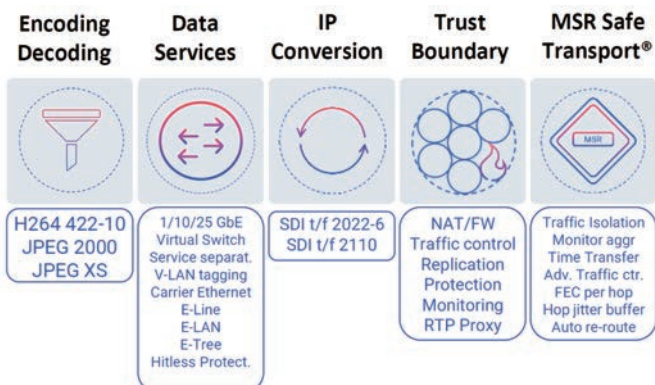 Encoding
Decoding
Data
Services
IP
Conversion
Trust
Boundary
MSR Safe
Transport®
MSR
H264 422-10
JPEG 2000
JPEG XS
1/10/25 GbE
Virtual Switch
Service separat.
V-LAN tagging
Carrier Ethernet
E-Line
E-LAN
E-Tree
Hitless Protect.
SDI t/f 2022-6
SDI t/f 2110
NAT/FW
Traffic control
Replication
Protection
Monitoring
RTP Proxy
Traffic Isolation
Monitor aggr
Time Transfer
Adv. Traffic ctr.
FEC per hop
Hop jitter buffer
Auto re-route